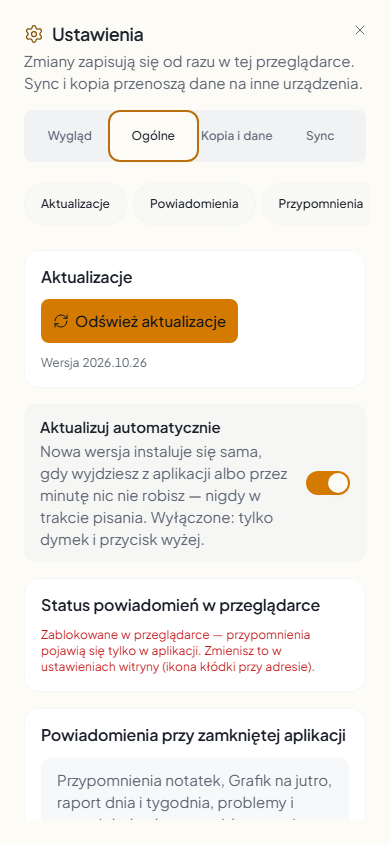 Ustawienia
Zmiany zapisują się od razu w tej przeglądarce.
Sync i kopia przenoszą dane na inne urządzenia.
Wygląd
Ogólne
Kopia i dane
Sync
Aktualizacje
Powiadomienia
Przypomnienia
Aktualizacje
Odśwież aktualizacje
Wersja 2026.10.26
Aktualizuj automatycznie
Nowa wersja instaluje się sama,
gdy wyjdziesz z aplikacji albo przez
minutę nic nie robisz — nigdy w
trakcie pisania. Wyłączone: tylko
dymek i przycisk wyżej.
Status powiadomień w przeglądarce
Zablokowane w przeglądarce — przypomnienia
pojawią się tylko w aplikacji. Zmienisz to w
ustawieniach witryny (ikona kłódki przy adresie).
Powiadomienia przy zamkniętej aplikacji
Przypomnienia notatek, Grafik na jutro,
raport dnia i tygodnia, problemy i